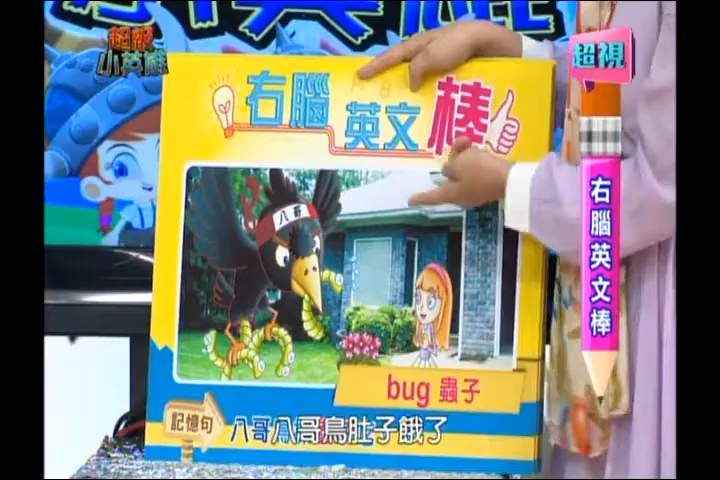 超級
小英雄
超視
右腦 英文 棒
八哥
bug 蟲子
記憶句
八哥八哥鳥肚子餓了
右腦英文棒